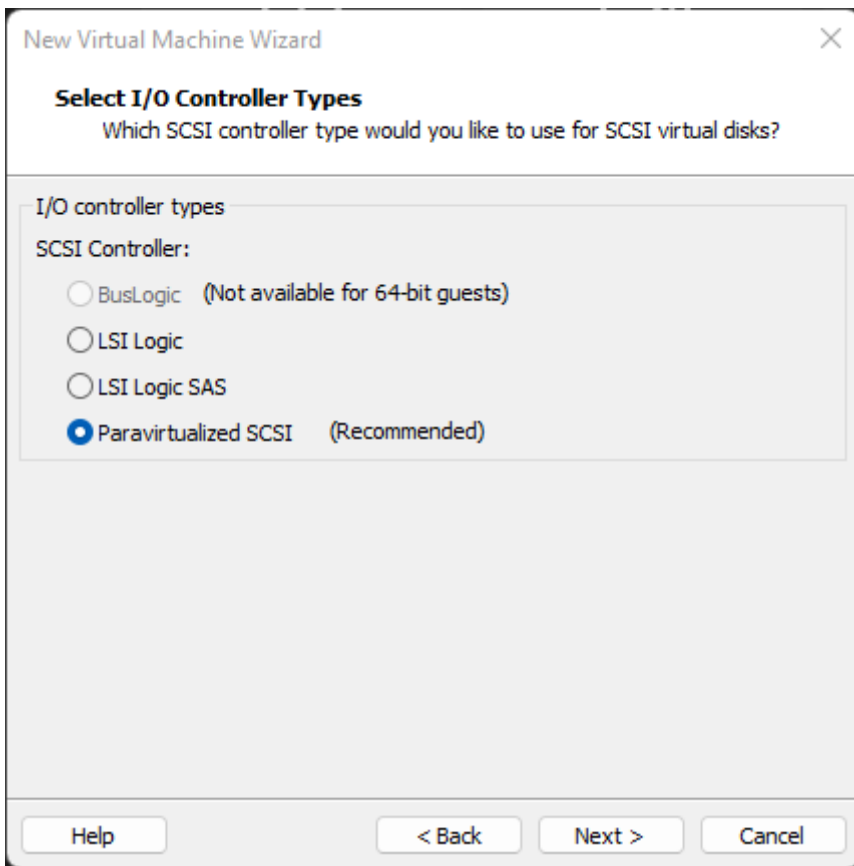 New Virtual Machine Wizard
Select I/O Controller Types
Which SCSI controller type would you like to use for SCSI virtual disks?
I/O controller types
SCSI Controller:
BusLogic (Not available for 64-bit guests)
LSI Logic
LSI Logic SAS
Paravirtualized SCSI (Recommended)
Help < Back Next > Cancel